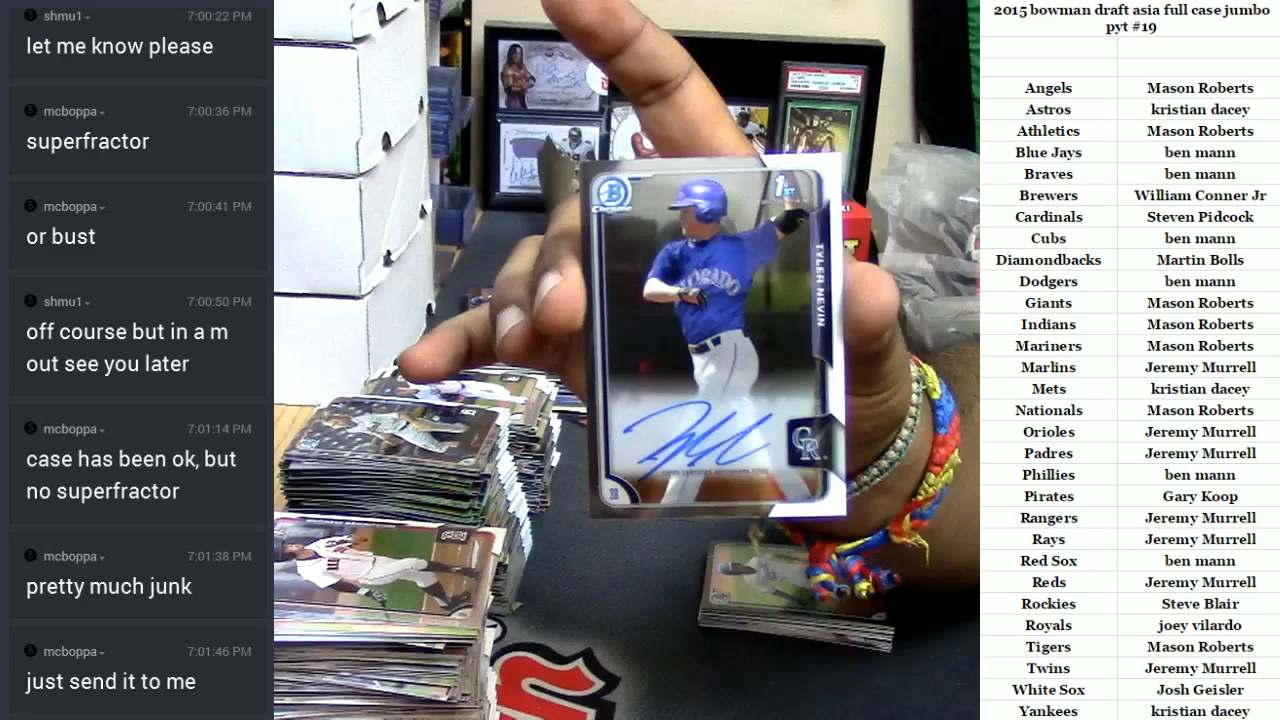 shmu1 7:00:22 PM
let me know please
mcboppa 7:00:36 PM
superfractor
mcboppa 7:00:41 PM
or bust
shmu1 7:00:50 PM
off course but in a m
out see you later
mcboppa 7:01:14 PM
case has been ok, but
no superfractor
mcboppa 7:01:38 PM
pretty much junk
mcboppa 7:01:46 PM
just send it to me
B
Chrome
1ST
BOWMAN
TYLER NEVIN
COLORADO
CR
3B
2015 bowman draft asia full case jumbo
pyt #19
Angels Mason Roberts
Astros kristian dacey
Athletics Mason Roberts
Blue Jays ben mann
Braves ben mann
Brewers William Conner Jr
Cardinals Steven Pidcock
Cubs ben mann
Diamondbacks Martin Bolls
Dodgers ben mann
Giants Mason Roberts
Indians Mason Roberts
Mariners Mason Roberts
Marlins Jeremy Murrell
Mets kristian dacey
Nationals Mason Roberts
Orioles Jeremy Murrell
Padres Jeremy Murrell
Phillies ben mann
Pirates Gary Koop
Rangers Jeremy Murrell
Rays Jeremy Murrell
Red Sox ben mann
Reds Jeremy Murrell
Rockies Steve Blair
Royals joey vilardo
Tigers Mason Roberts
Twins Jeremy Murrell
White Sox Josh Geisler
Yankees kristian dacey